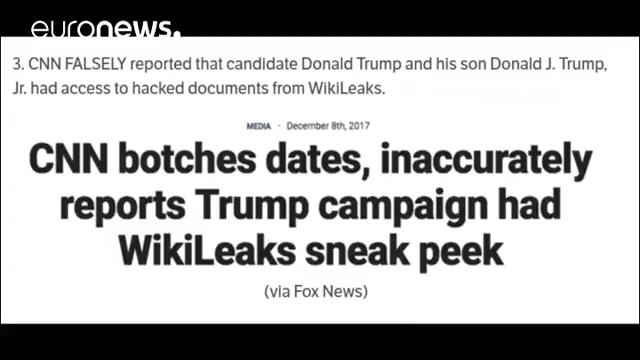 euronews.
3. CNN FALSELY reported that candidate Donald Trump and his son Donald J. Trump,
Jr. had access to hacked documents from WikiLeaks.
MEDIA · December 8th, 2017
CNN botches dates, inaccurately
reports Trump campaign had
WikiLeaks sneak peek
(via Fox News)